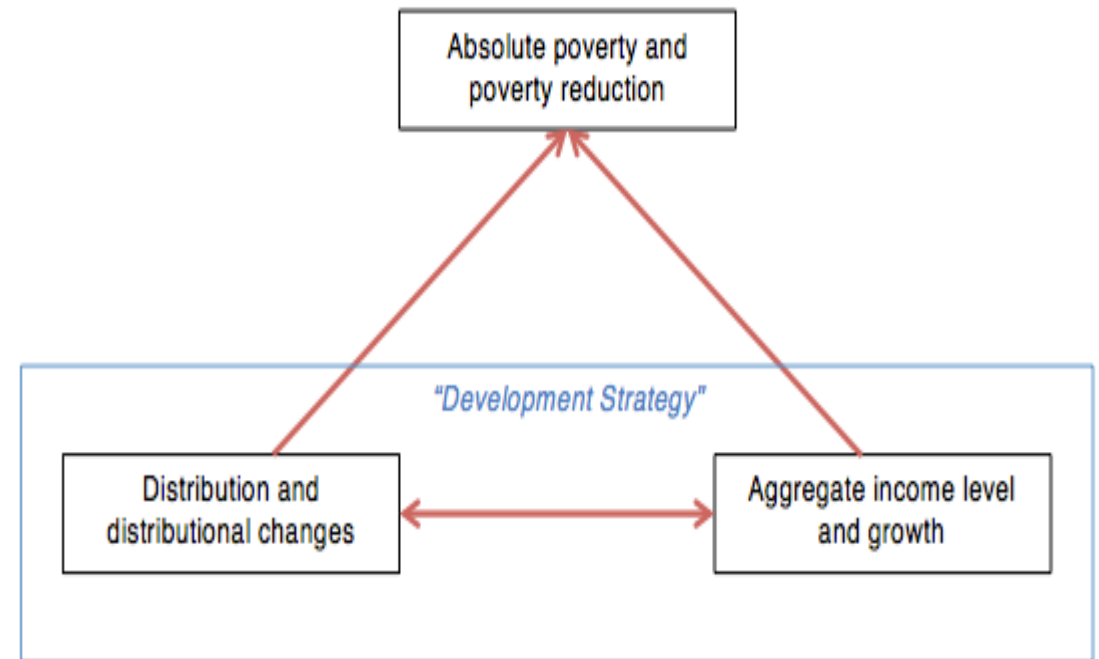 Absolute poverty and
poverty reduction
“Development Strategy"
Distribution and
distributional changes
Aggregate income level
and growth